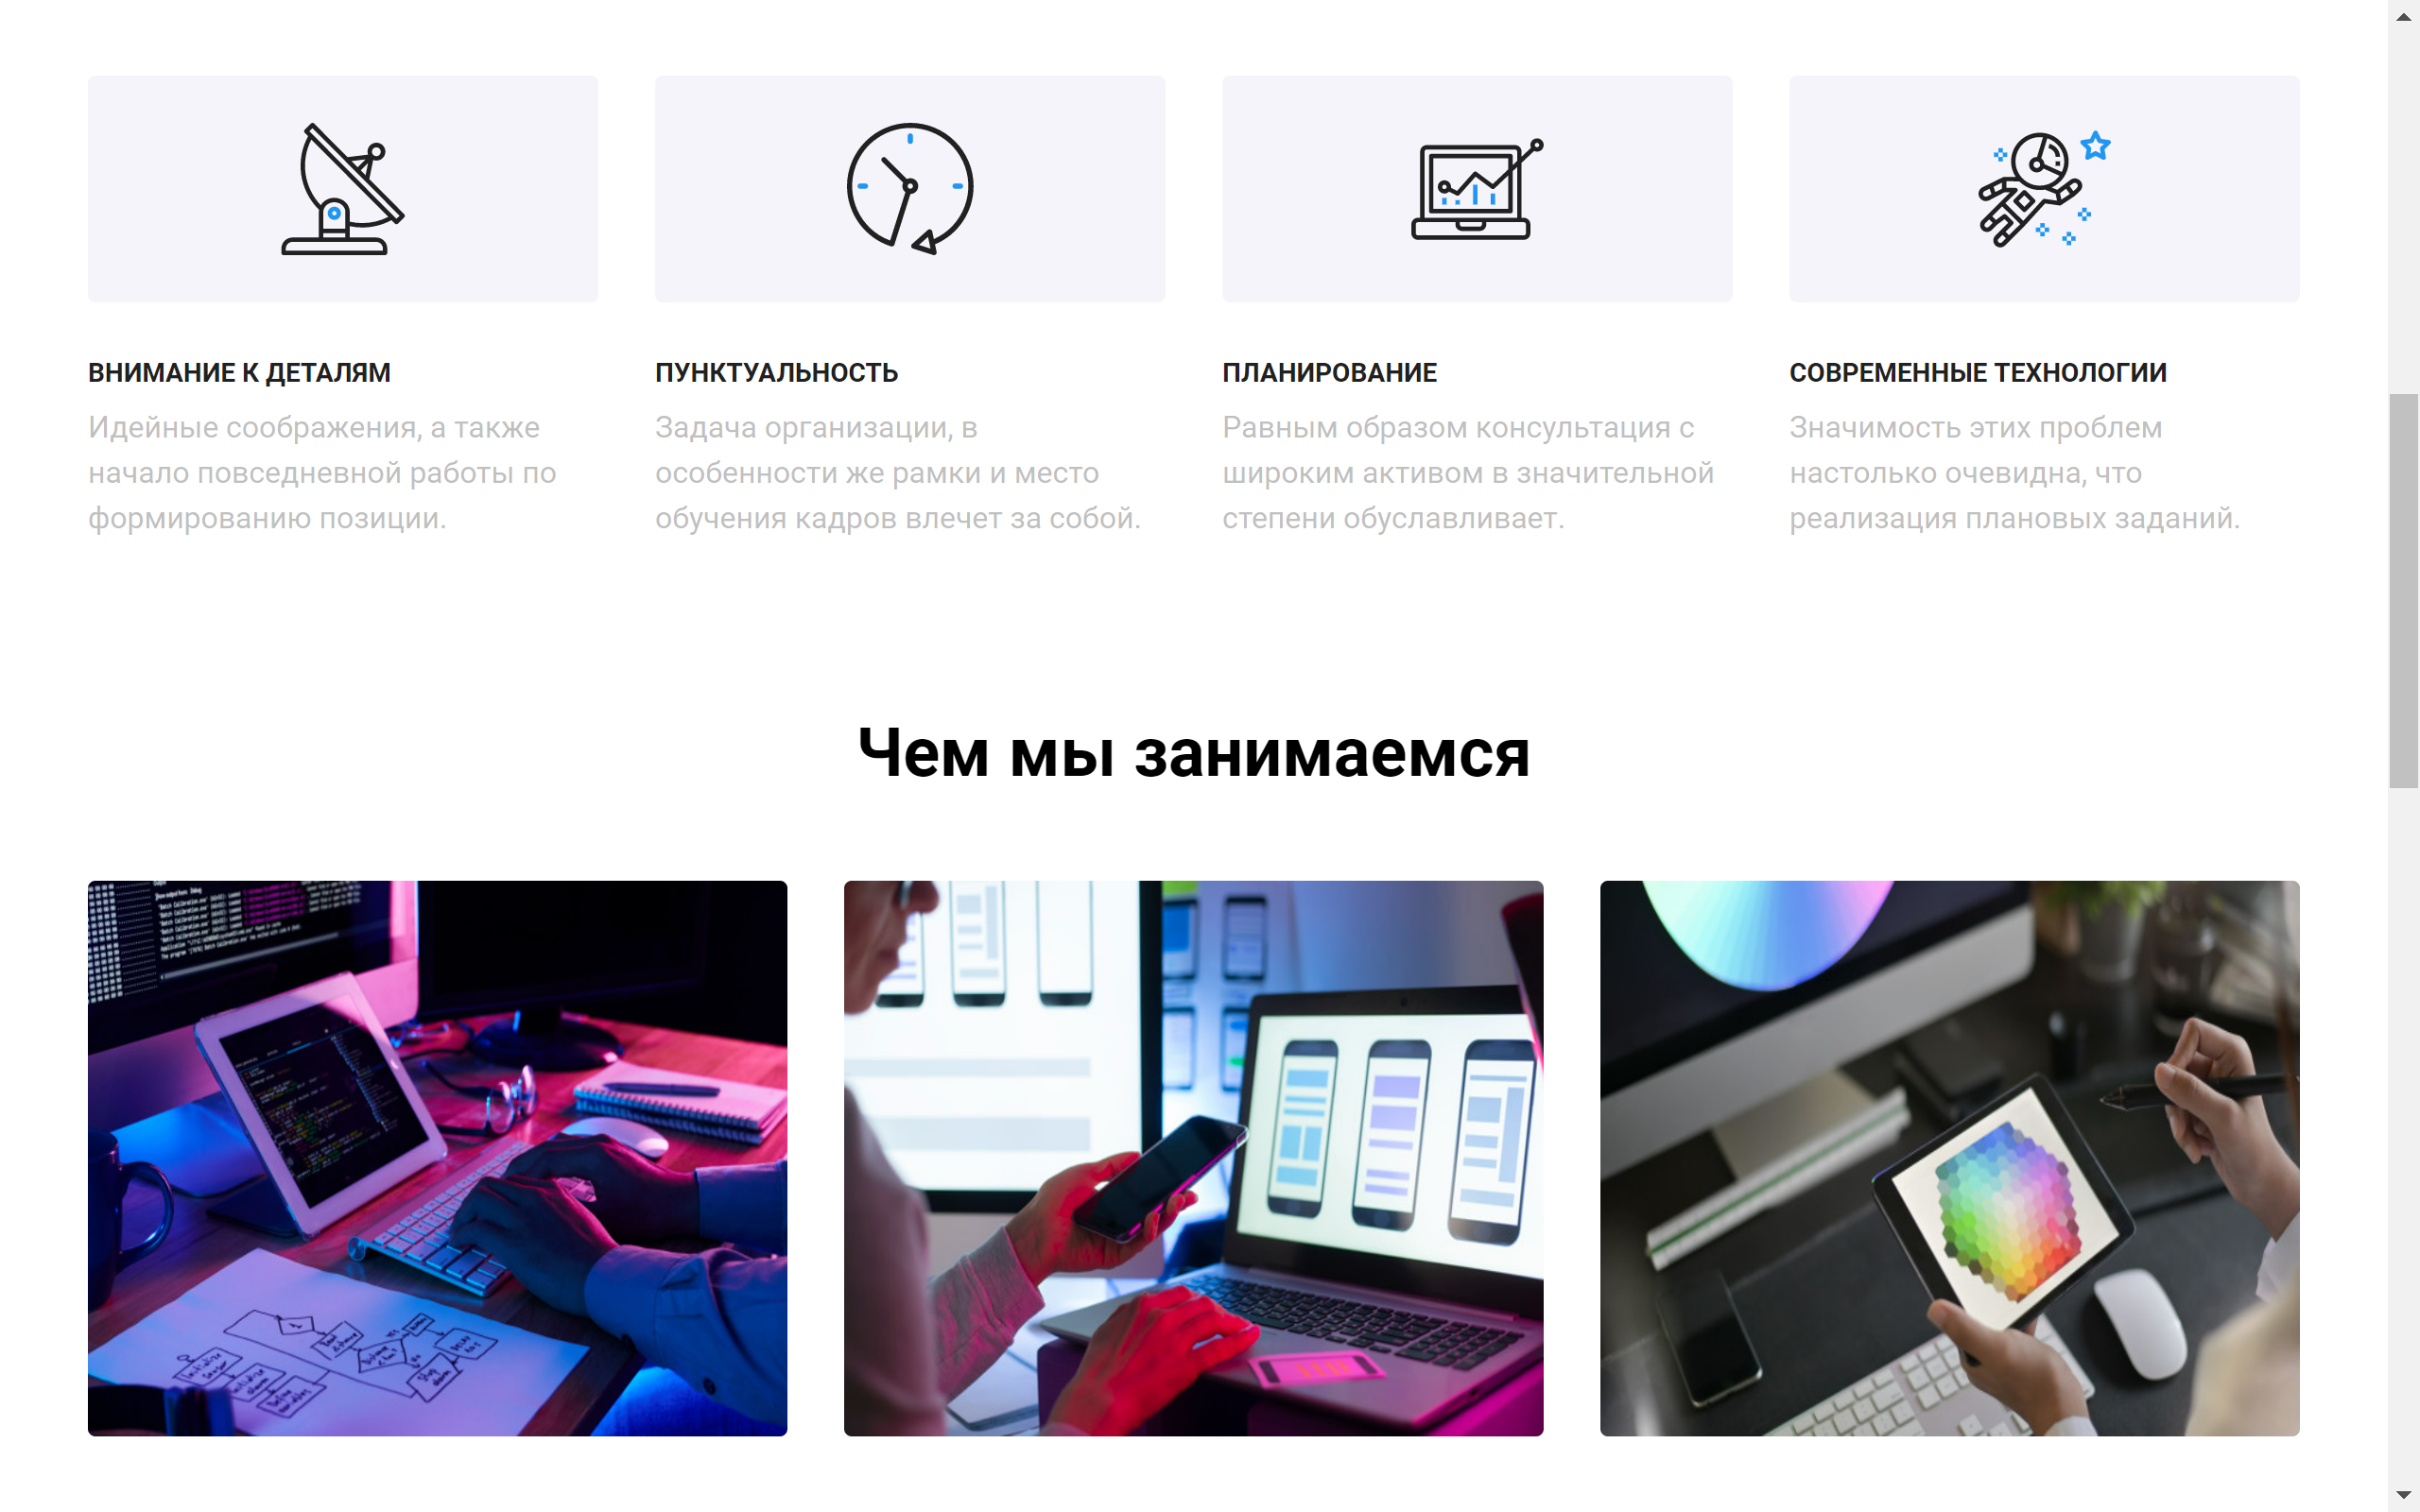 ВНИМАНИЕ К ДЕТАЛЯМ
Идейные соображения, а также
начало повседневной работы по
формированию позиции.
ПУНКТУАЛЬНОСТЬ
Задача организации, в
особенности же рамки и место
обучения кадров влечет за собой.
ПЛАНИРОВАНИЕ
Равным образом консультация с
широким активом в значительной
степени обуславливает.
СОВРЕМЕННЫЕ ТЕХНОЛОГИИ
Значимость этих проблем
настолько очевидна, что
реализация плановых заданий.
Чем мы занимаемся